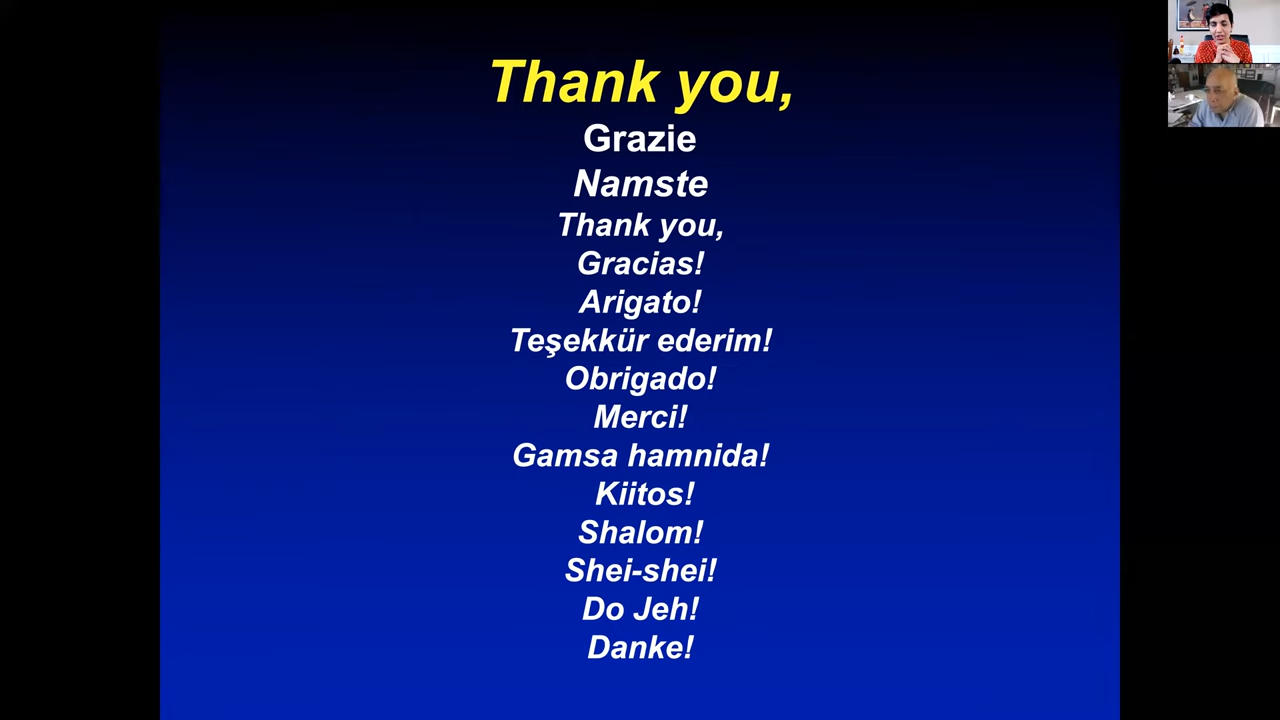 Thank you,
Grazie
Namste
Thank you,
Gracias!
Arigato!
Teşekkür ederim!
Obrigado!
Merci!
Gamsa hamnida!
Kiitos!
Shalom!
Shei-shei!
Do Jeh!
Danke!